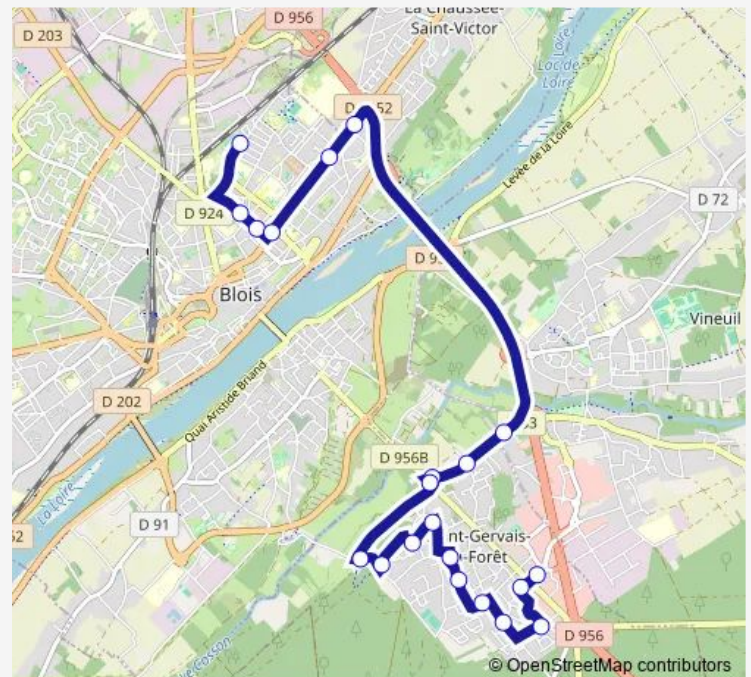 La Chaussée-
Saint-Victor
D 956
D 203
Loire
Lac de
Loire
Levée de la Loire
D 72
D 924
Blois
Vineuil
Quai Aristide Briand
D 202
D 956B
La Loire
D 91
nt-Gervais-
Forêt
Cosson
D 956
© OpenStreetMap contributors